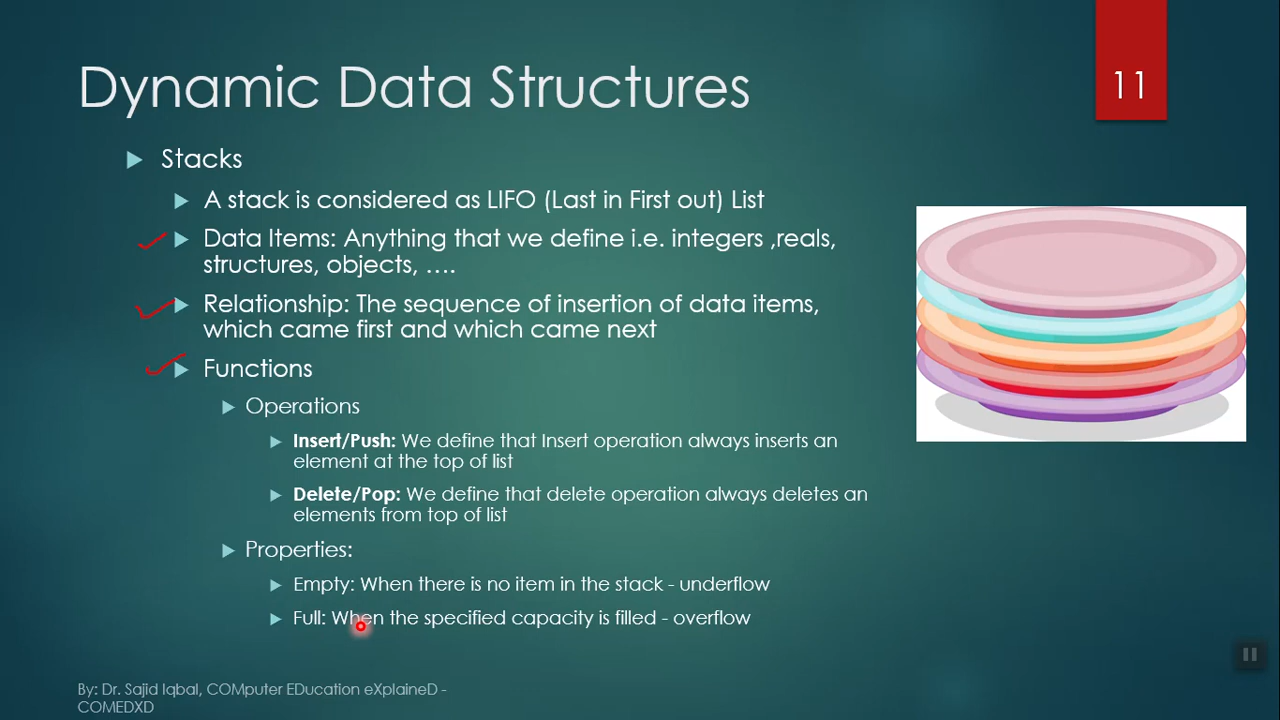 Dynamic Data Structures
11
Stacks
A stack is considered as LIFO (Last in First out) List
Data Items: Anything that we define i.e. integers ,reals,
structures, objects, ….
Relationship: The sequence of insertion of data items,
which came first and which came next
Functions
Operations
Insert/Push: We define that Insert operation always inserts an
element at the top of list
Delete/Pop: We define that delete operation always deletes an
elements from top of list
Properties:
Empty: When there is no item in the stack - underflow
Full: When the specified capacity is filled - overflow
By: Dr. Sajid Iqbal, COMputer EDucation eXplaineD -
COMEDXD